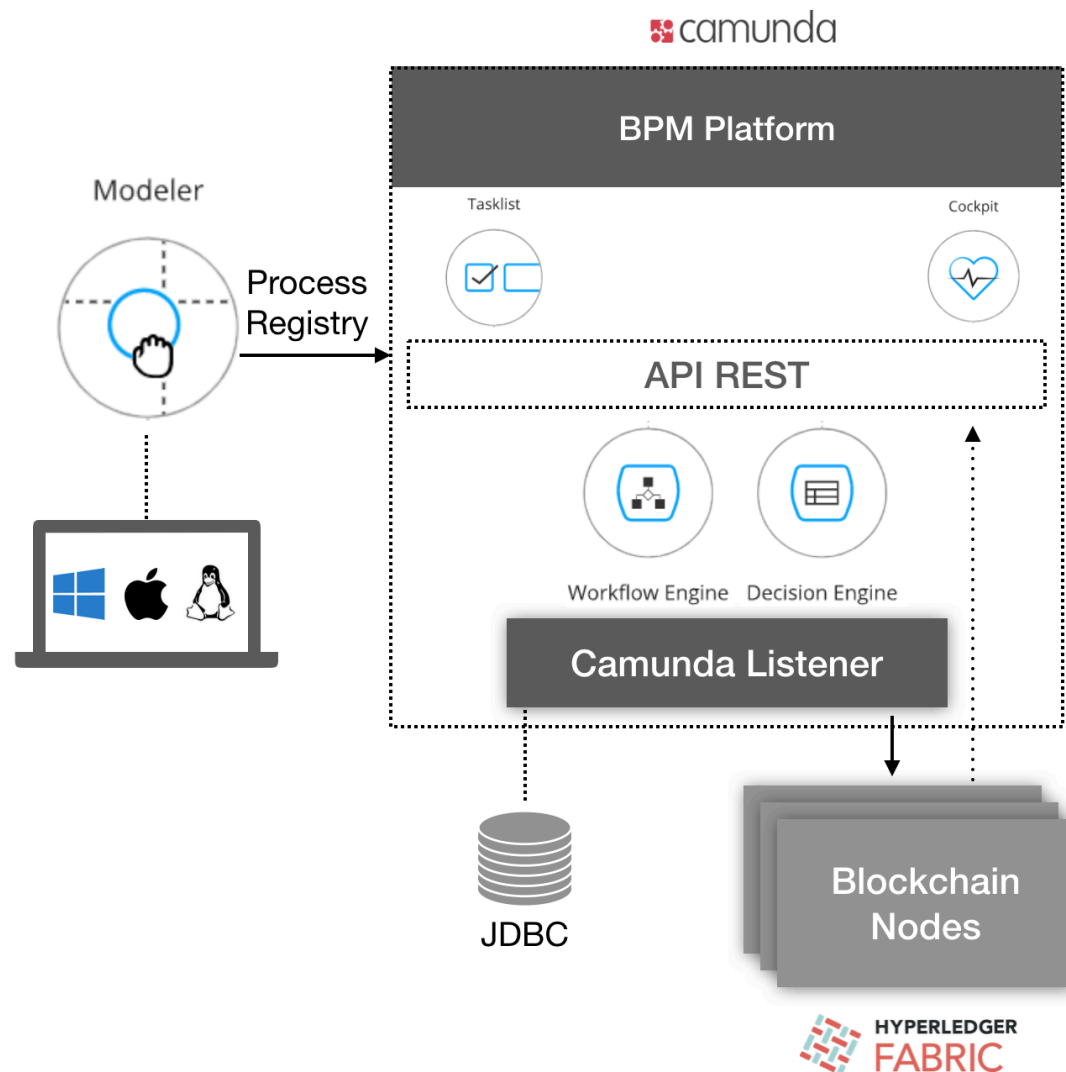 camunda
BPM Platform
Modeler
Tasklist
Cockpit
Process
Registry
API REST
Workflow Engine
Decision Engine
Camunda Listener
JDBC
Blockchain
Nodes
HYPERLEDGER
FABRIC